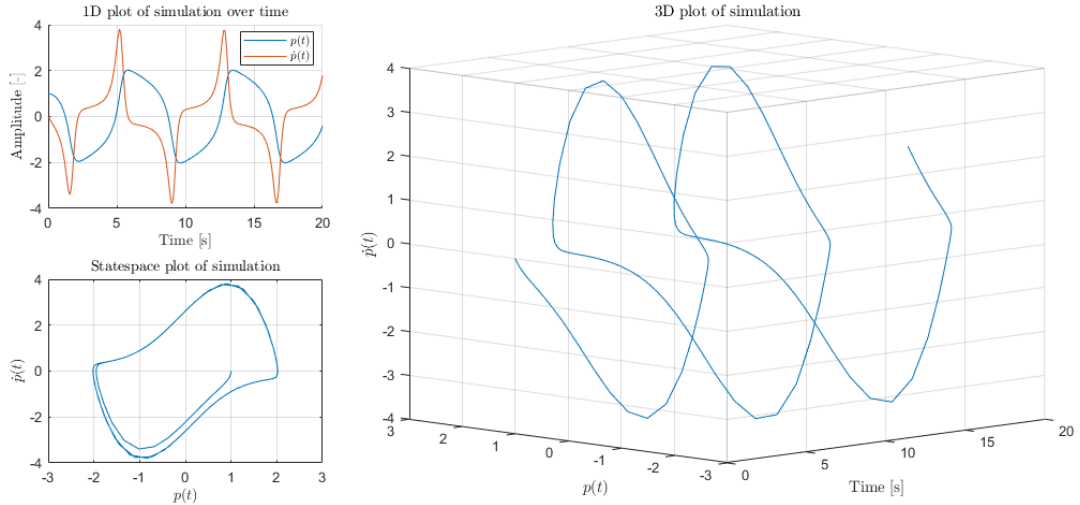 1D plot of simulation over time
4
2
0
-2
-4
Amplitude [-]
p(t)
ṗ(t)
0 5 10 15 20
Time [s]
Statespace plot of simulation
4
2
0
-2
-4
ṗ(t)
-3 -2 -1 0 1 2 3
p(t)
3D plot of simulation
4
3
2
1
0
-1
-2
-3
-4
ṗ(t)
3 2 1 0 -1 -2 -3
p(t)
0 5 10 15 20
Time [s]